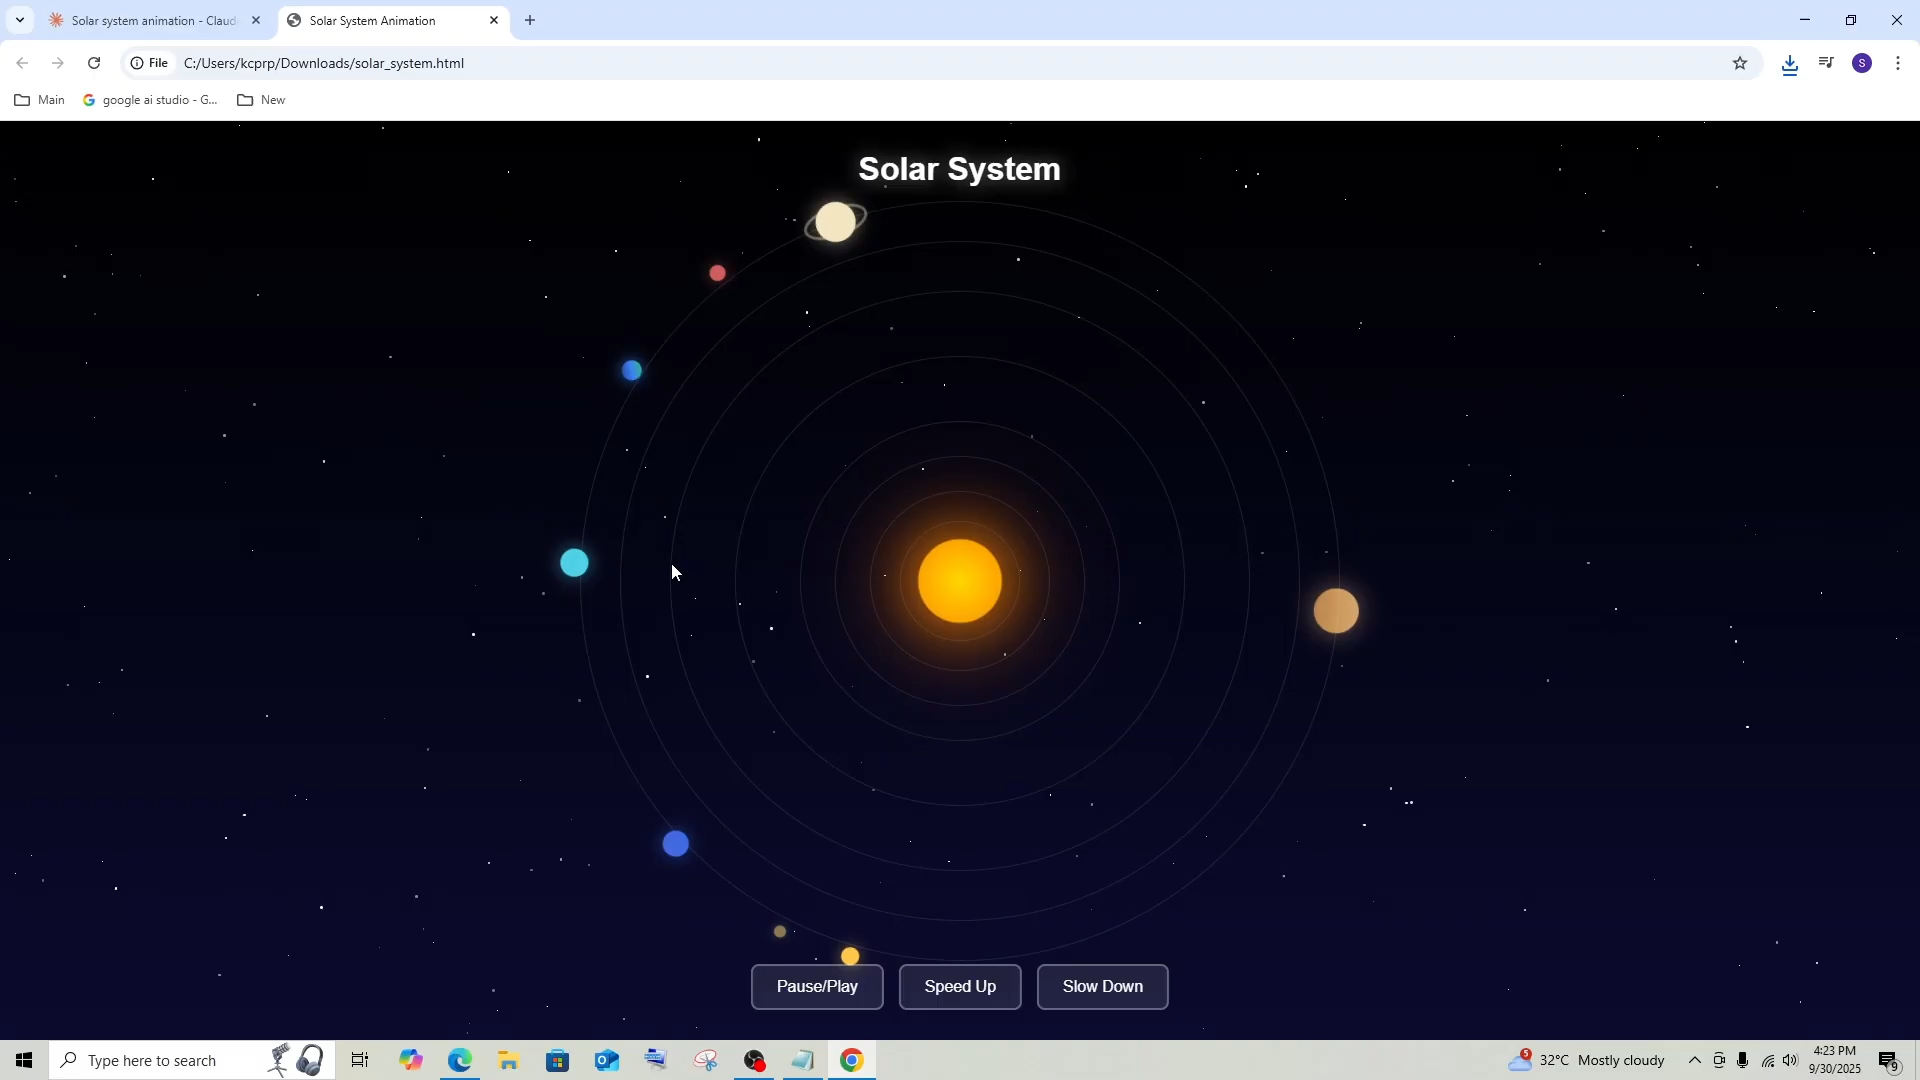 Solar system animation - Claud
Solar System Animation
File
C:/Users/kcprp/Downloads/solar_system.html
S
Main
google ai studio - G...
New
Solar System
Pause/Play
Speed Up
Slow Down
Type here to search
5
32°C Mostly cloudy
4:23 PM
9/30/2025
9